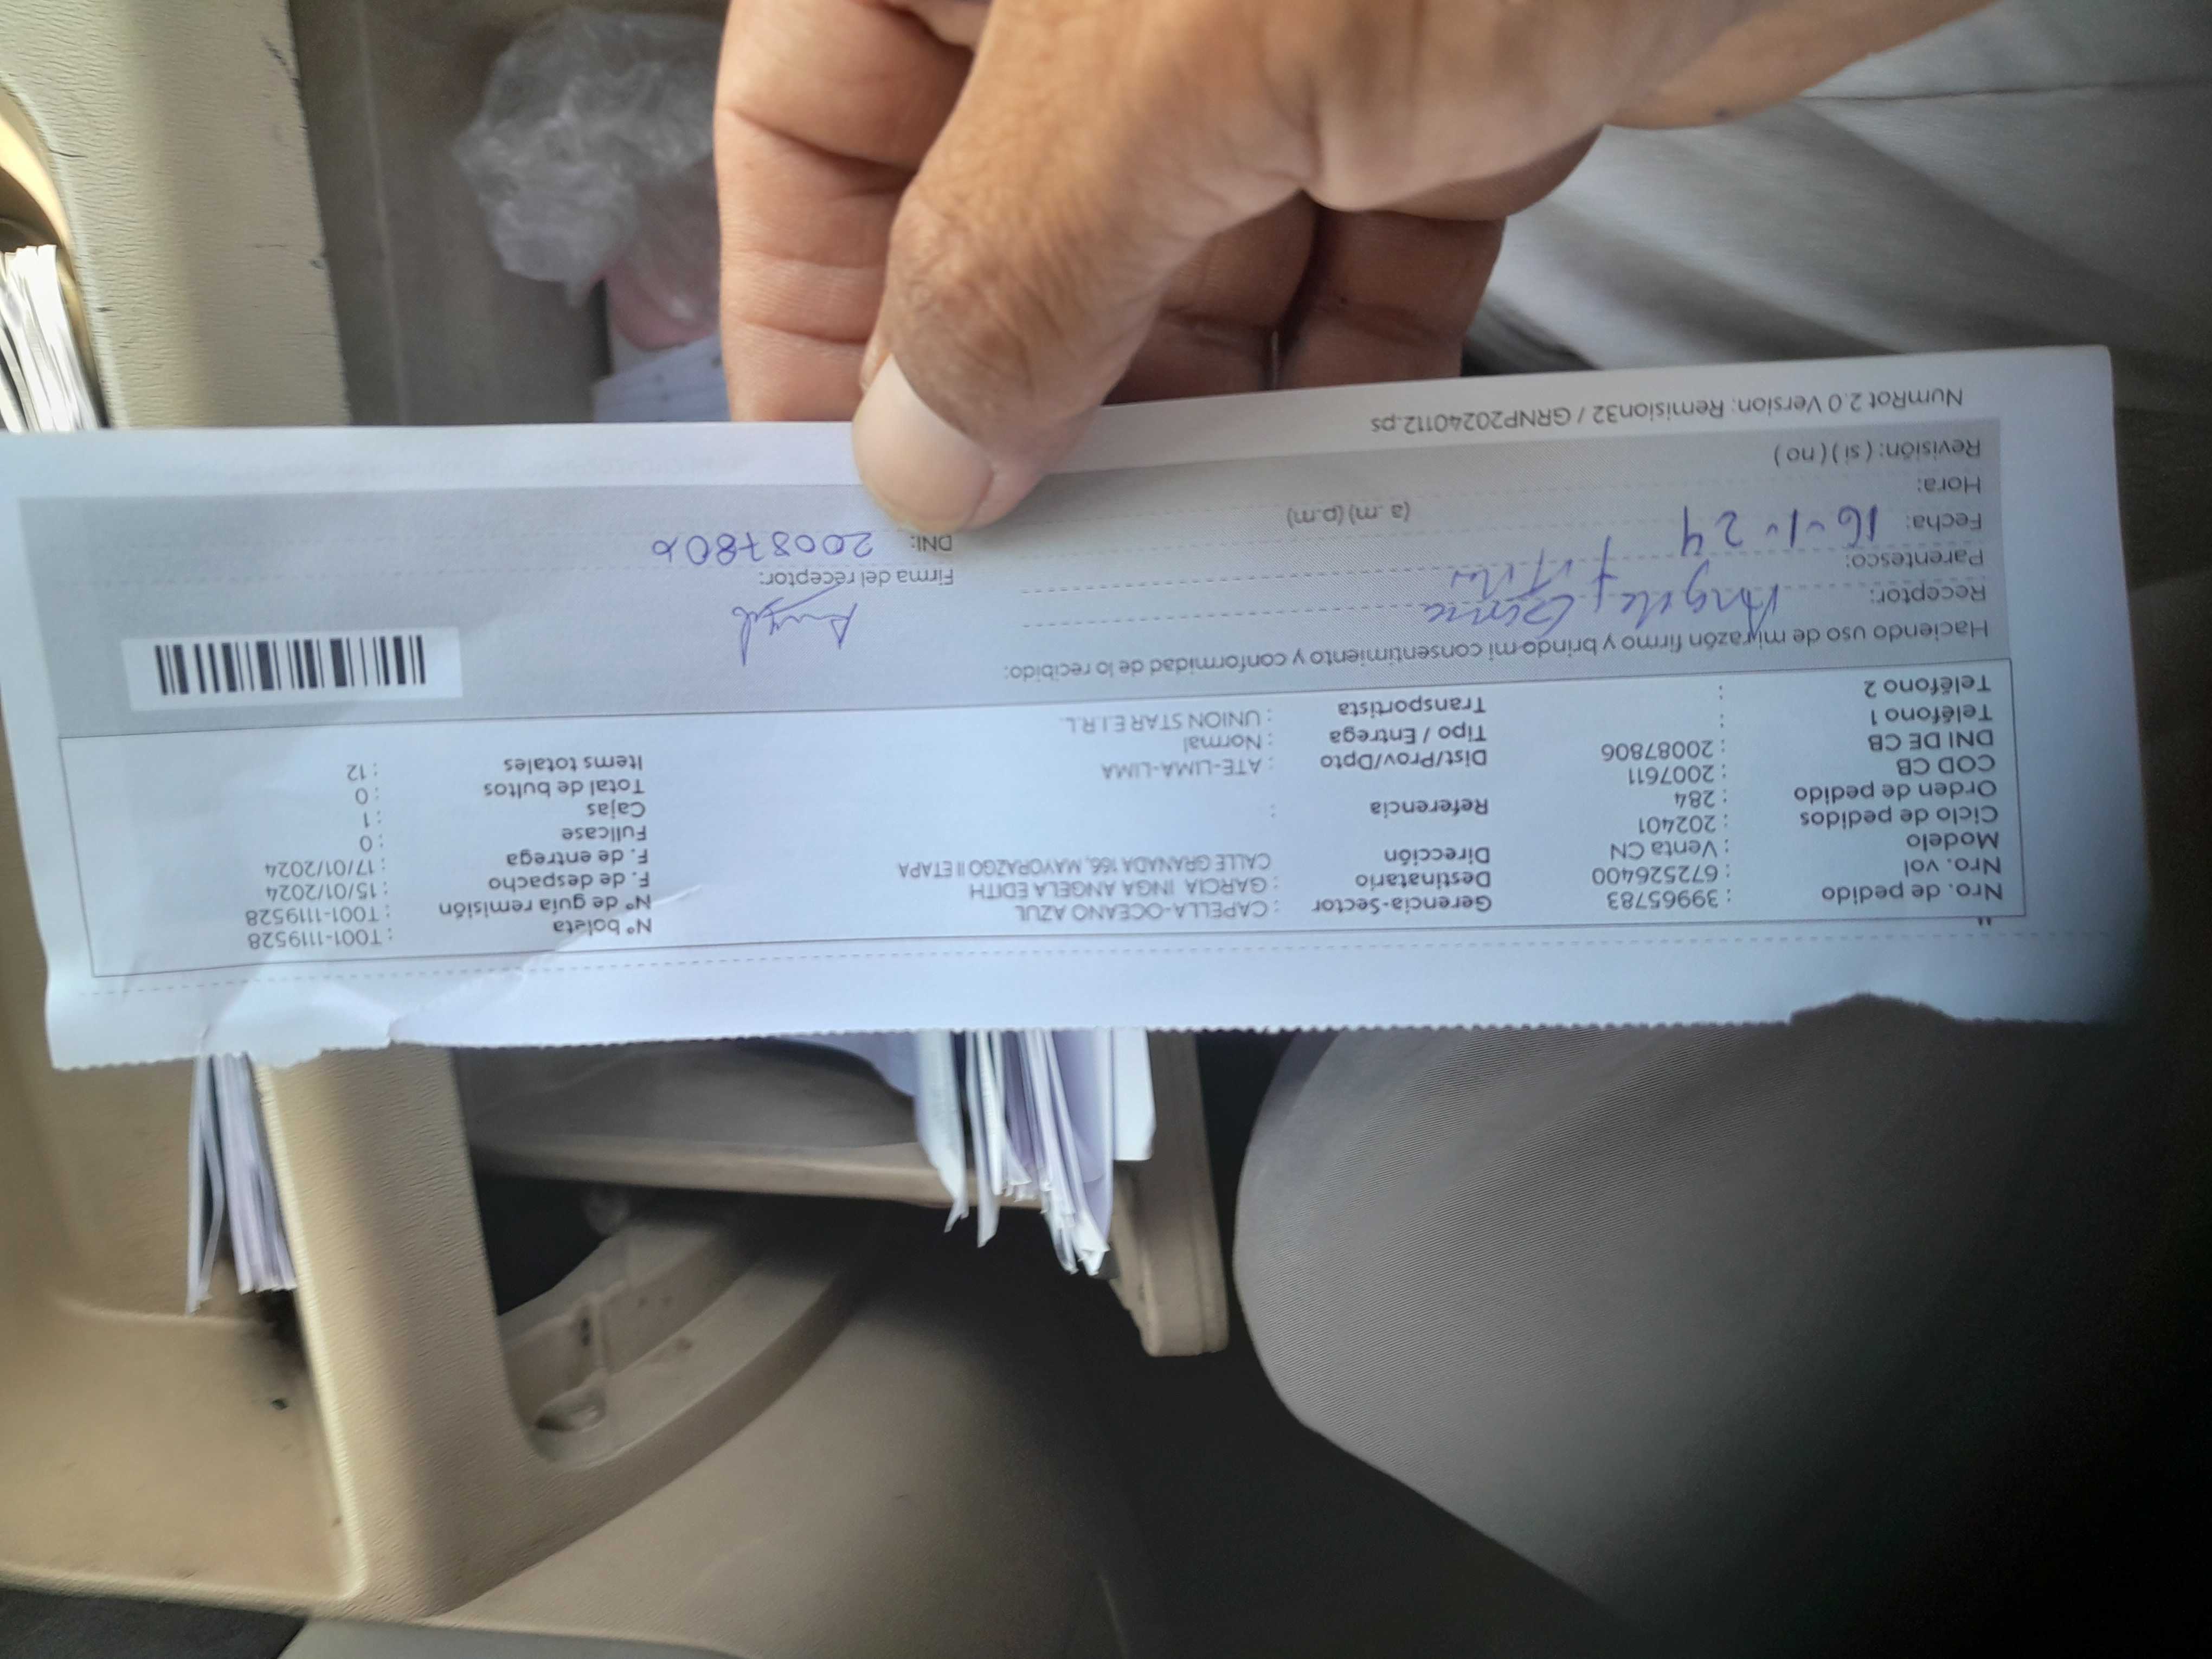 Nro. de pedido : 39965783 Gerencia-Sector : CAPELLA-OCEANO AZUL N° boleta : T001-1119528
Nro. vol : 672526400 Destinatario : GARCIA INGA ANGELA EDITH N° de guía remisión : T001-1119528
Modelo : Venta CN Dirección CALLE GRANADA 166, MAYORAZGO II ETAPA F. de despacho : 15/01/2024
Ciclo de pedidos : 202401 F. de entrega : 17/01/2024
Orden de pedido : 284 Referencia : Fullcase : 0
COD CB : 2007611 Cajas : 1
DNI DE CB : 20087806 Dist/Prov/Dpto : ATE-LIMA-LIMA Total de bultos : 0
Teléfono 1 : Tipo / Entrega : Normal Items totales : 12
Teléfono 2 : Transportista : UNION STAR E.I.R.L.
Haciendo uso de mi razón firmo y brindo mi consentimiento y conformidad de lo recibido:
Receptor: Angela
Parentesco: Firma del receptor:
Fecha: 16-1-24 DNI: 20087806
Hora: (a .m) (p.m)
Revisión: ( si ) ( no )
NumRot 2.0 Version: Remision32 / GRNP20240112.ps